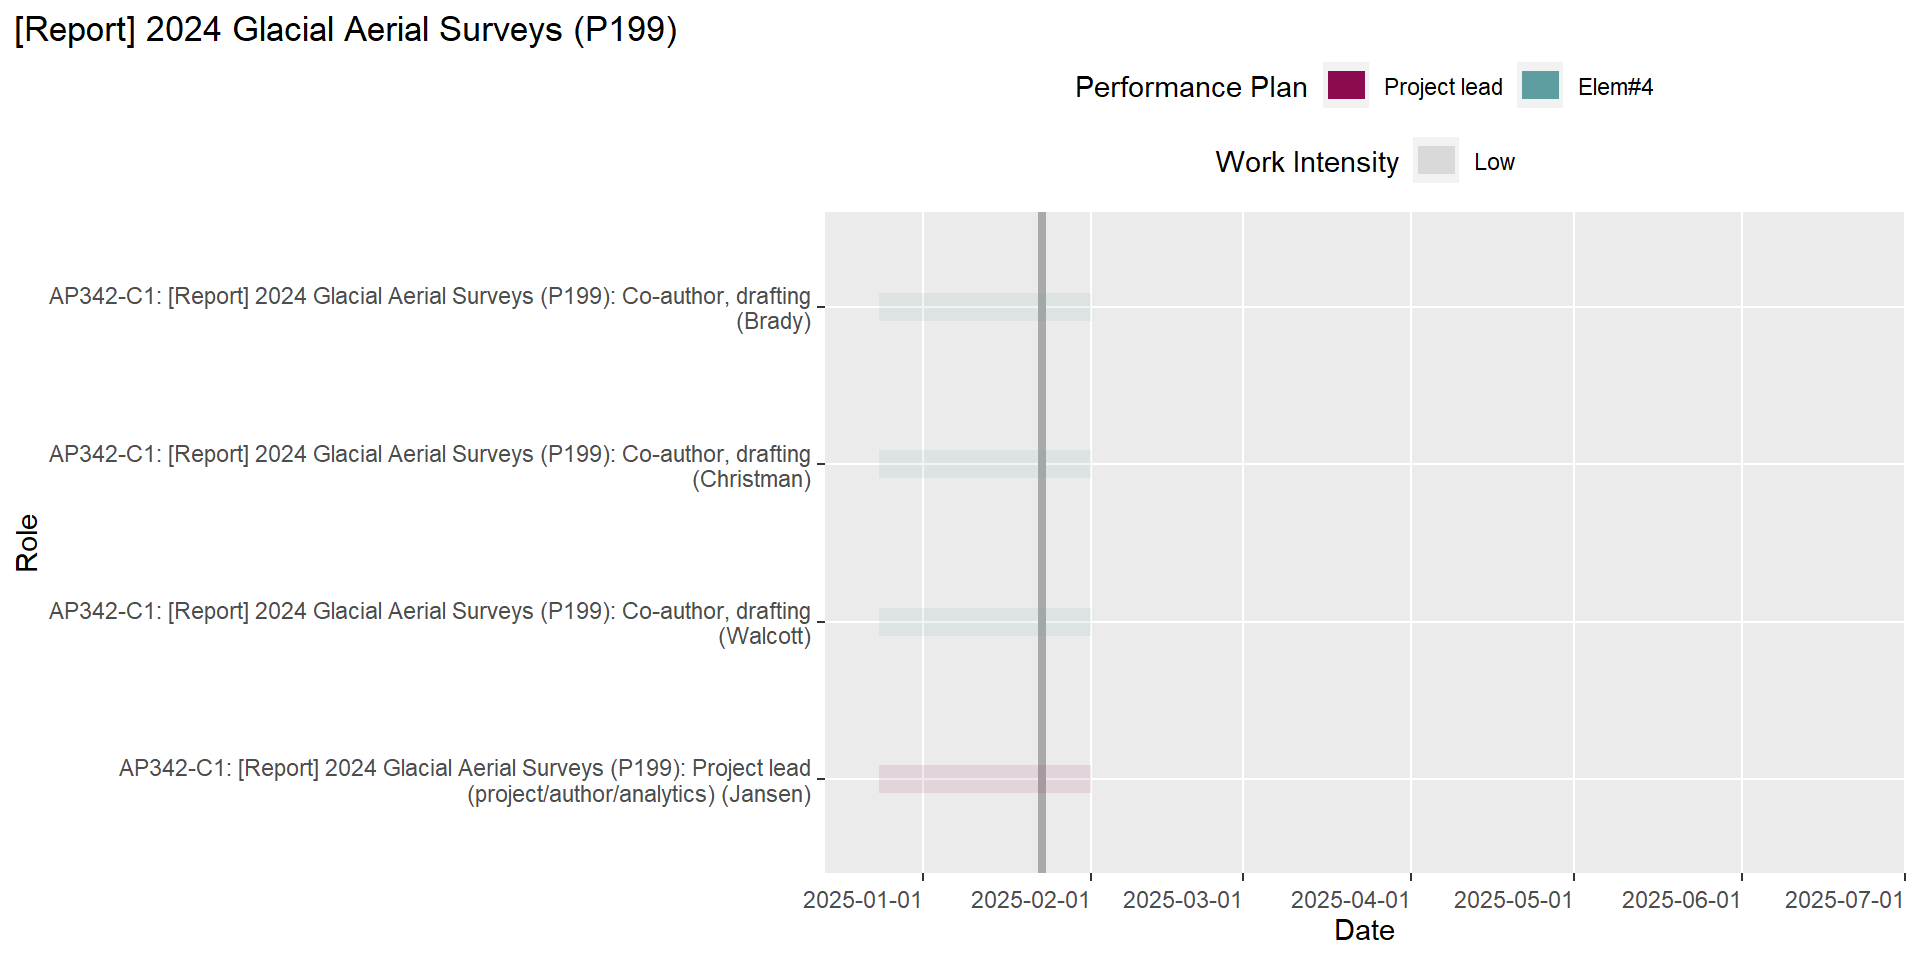 [Report] 2024 Glacial Aerial Surveys (P199)
Performance Plan Project lead Elem#4
Work Intensity Low
AP342-C1: [Report] 2024 Glacial Aerial Surveys (P199): Co-author, drafting
(Brady)
AP342-C1: [Report] 2024 Glacial Aerial Surveys (P199): Co-author, drafting
(Christman)
Role
AP342-C1: [Report] 2024 Glacial Aerial Surveys (P199): Co-author, drafting
(Walcott)
AP342-C1: [Report] 2024 Glacial Aerial Surveys (P199): Project lead
(project/author/analytics) (Jansen)
2025-01-01 2025-02-01 2025-03-01 2025-04-01 2025-05-01 2025-06-01 2025-07-01
Date